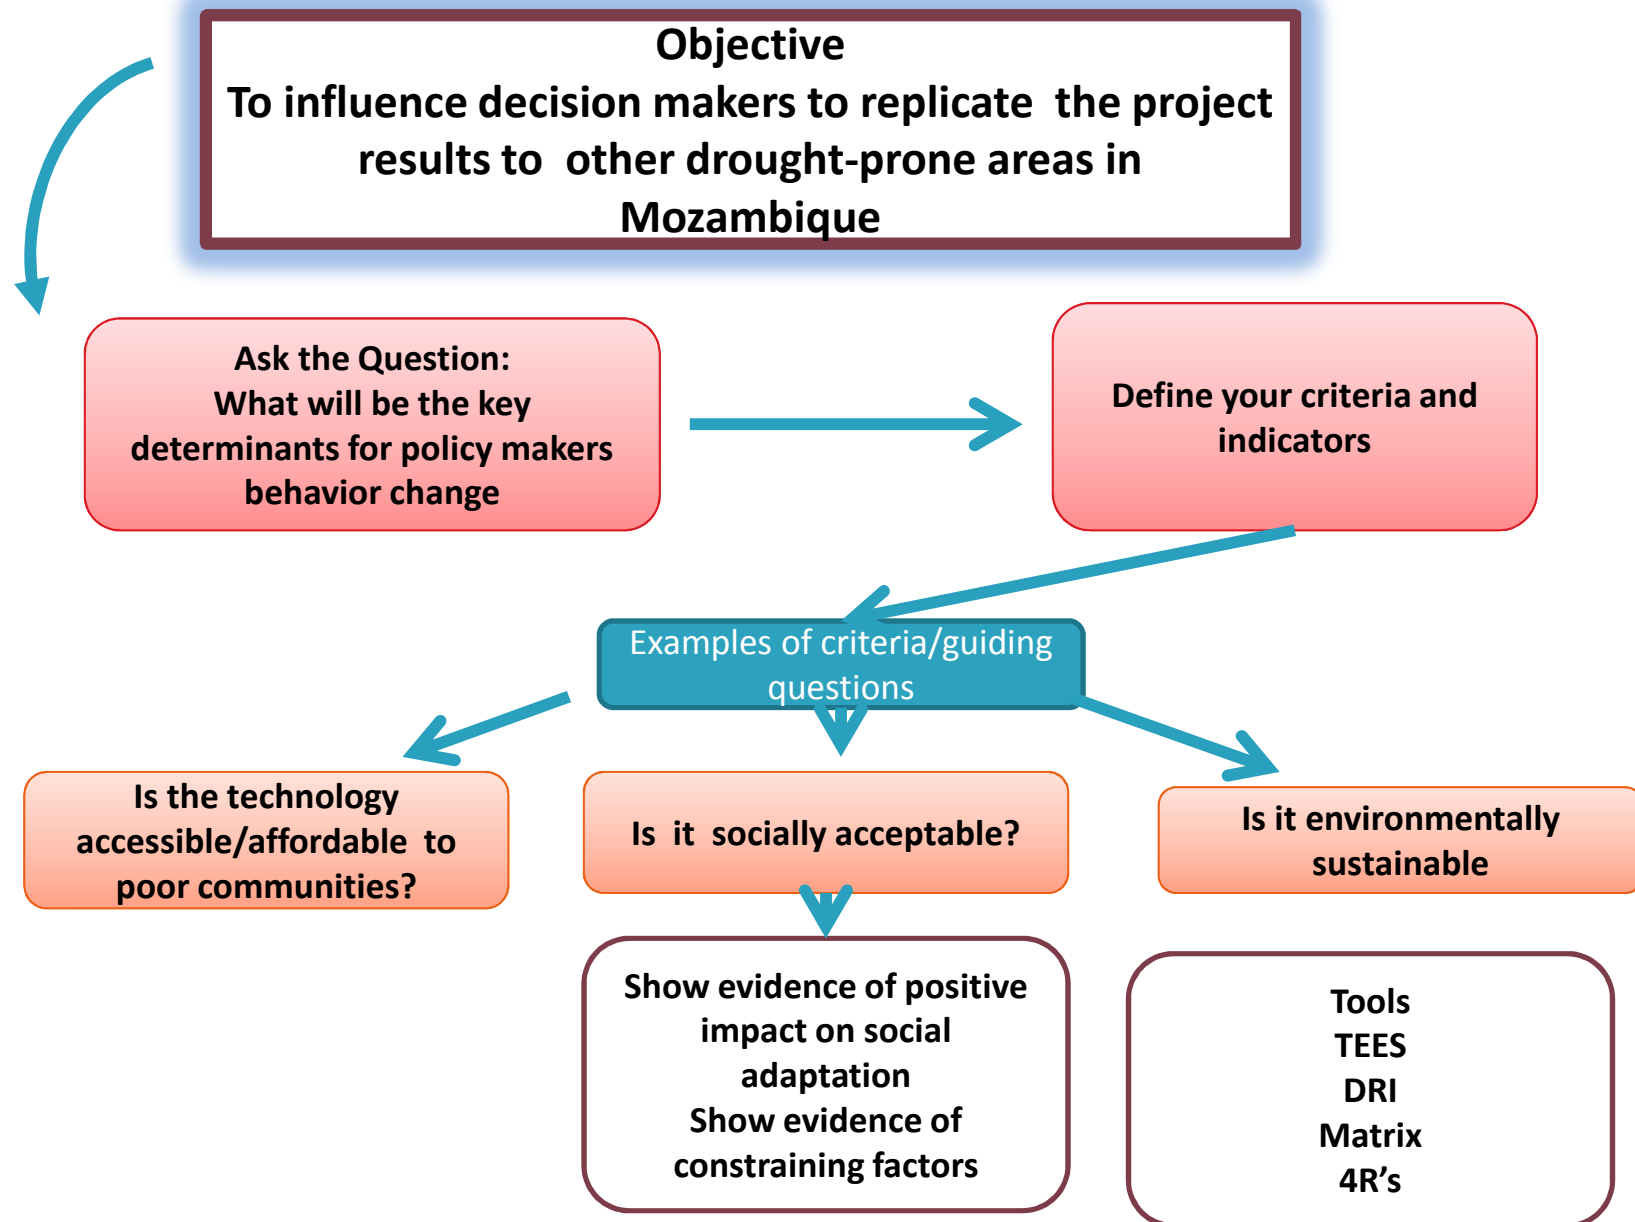 Objective
To influence decision makers to replicate the project
results to other drought-prone areas in
Mozambique
Ask the Question:
What will be the key
determinants for policy makers
behavior change
Define your criteria and
indicators
Examples of criteria/guiding
questions
Is the technology
accessible/affordable to
poor communities?
Is it socially acceptable?
Is it environmentally
sustainable
Show evidence of positive
impact on social
adaptation
Show evidence of
constraining factors
Tools
TEES
DRI
Matrix
4R’s